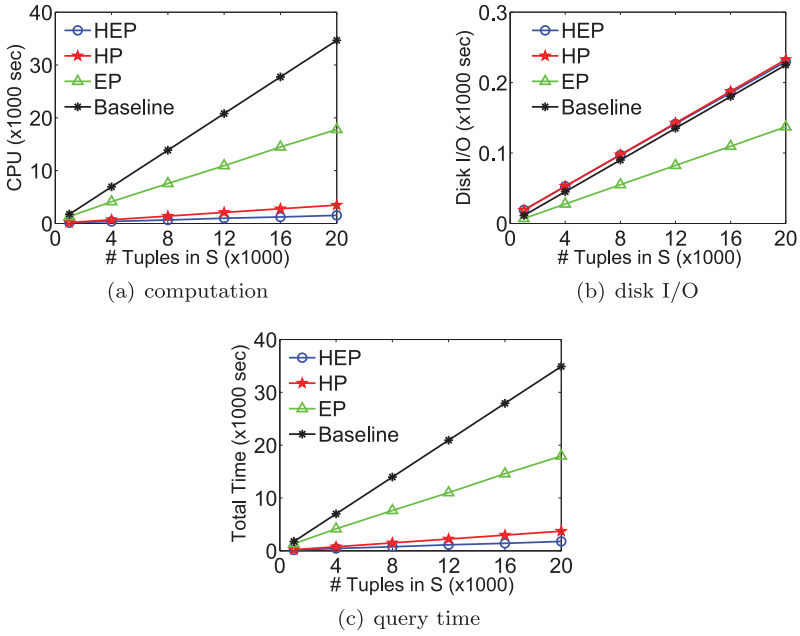 40
30
20
10
0
CPU (x1000 sec)
HEP
HP
EP
Baseline
0 4 8 12 16 20
# Tuples in S (x1000)
(a) computation
0.3
0.2
0.1
0
Disk I/O (x1000 sec)
HEP
HP
EP
Baseline
0 4 8 12 16 20
# Tuples in S (x1000)
(b) disk I/O
40
30
20
10
0
Total Time (x1000 sec)
HEP
HP
EP
Baseline
0 4 8 12 16 20
# Tuples in S (x1000)
(c) query time